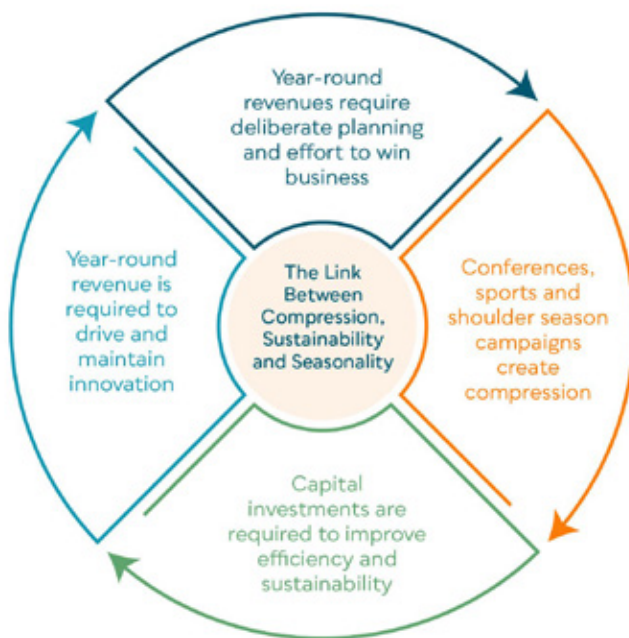 Year-round
revenues require
deliberate planning
and effort to win
business
Conferences,
sports and
shoulder season
campaigns
create
compression
Capital
investments are
required to improve
efficiency and
sustainability
Year-round
revenue is
required to
drive and
maintain
innovation
The Link
Between
Compression,
Sustainability
and Seasonality